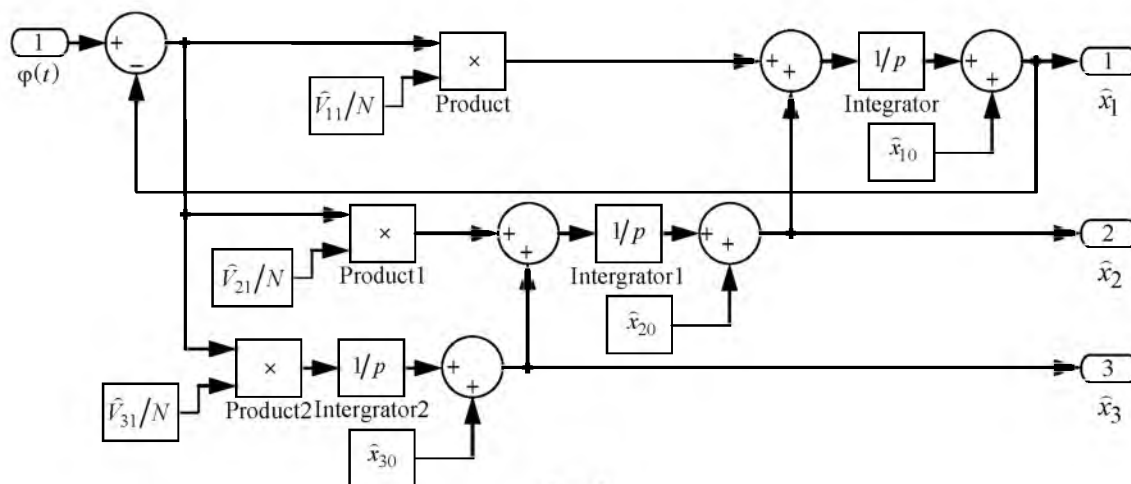 1
φ(t)
+
−
V̂11/N
×
Product
+
+
1/p
Integrator
+
+
x̂10
1
x̂1
V̂21/N
×
Product1
+
+
1/p
Intergrator1
+
+
x̂20
2
x̂2
V̂31/N
×
Product2
1/p
Intergrator2
+
+
x̂30
3
x̂3